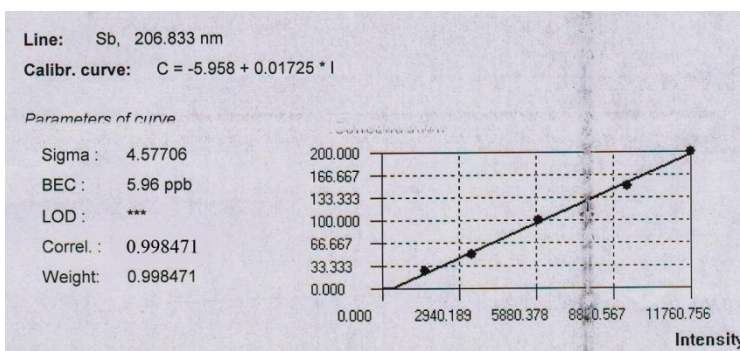 Line: Sb, 206.833 nm
Calibr. curve: C = -5.958 + 0.01725 * I
Parameters of curve
Sigma : 4.57706
BEC : 5.96 ppb
LOD : ***
Correl. : 0.998471
Weight: 0.998471
200.000
166.667
133.333
100.000
66.667
33.333
0.000
0.000 2940.189 5880.378 8820.567 11760.756
Intensity